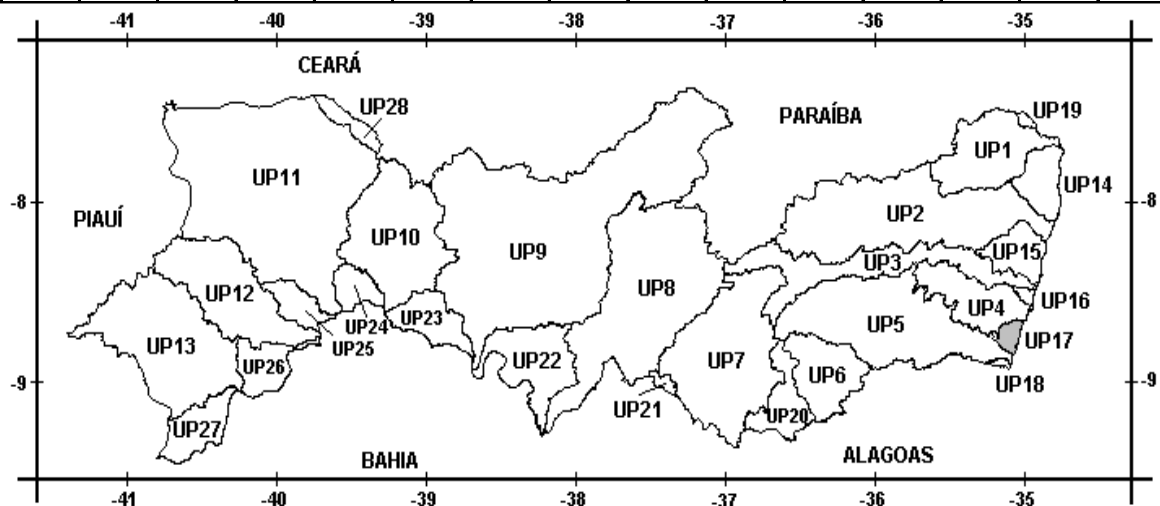 -41 -40 -39 -38 -37 -36 -35
CEARÁ
UP28
PARAÍBA
UP19
UP1
UP11
UP14
-8 -8
PIAUÍ
UP2
UP10
UP9
UP15
UP3
UP12
UP8
UP24
UP23
UP4
UP16
UP5
UP17
UP13
UP25
UP26
UP22
UP7
UP6
UP18
-9 -9
UP21
UP20
UP27
BAHIA
ALAGOAS
-41 -40 -39 -38 -37 -36 -35